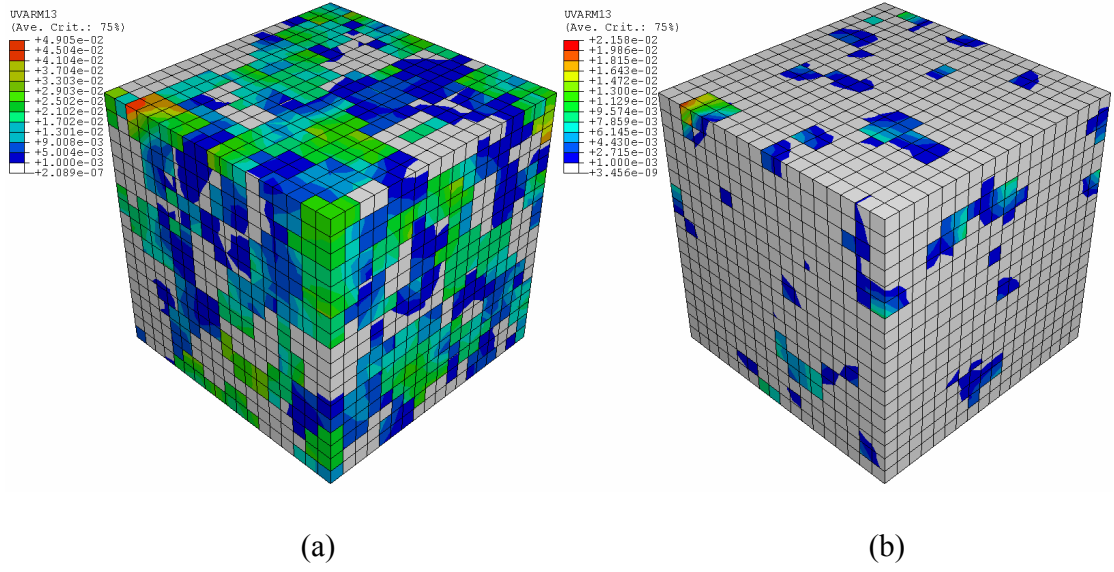 UVARM13
(Ave. Crit.: 75%)
+4.905e-02
+4.504e-02
+4.104e-02
+3.704e-02
+3.303e-02
+2.903e-02
+2.502e-02
+2.102e-02
+1.702e-02
+1.301e-02
+9.008e-03
+5.004e-03
+1.000e-03
+2.089e-07
UVARM13
(Ave. Crit.: 75%)
+2.158e-02
+1.986e-02
+1.815e-02
+1.643e-02
+1.472e-02
+1.300e-02
+1.129e-02
+9.574e-03
+7.859e-03
+6.145e-03
+4.430e-03
+2.715e-03
+1.000e-03
+3.456e-09
(a)
(b)